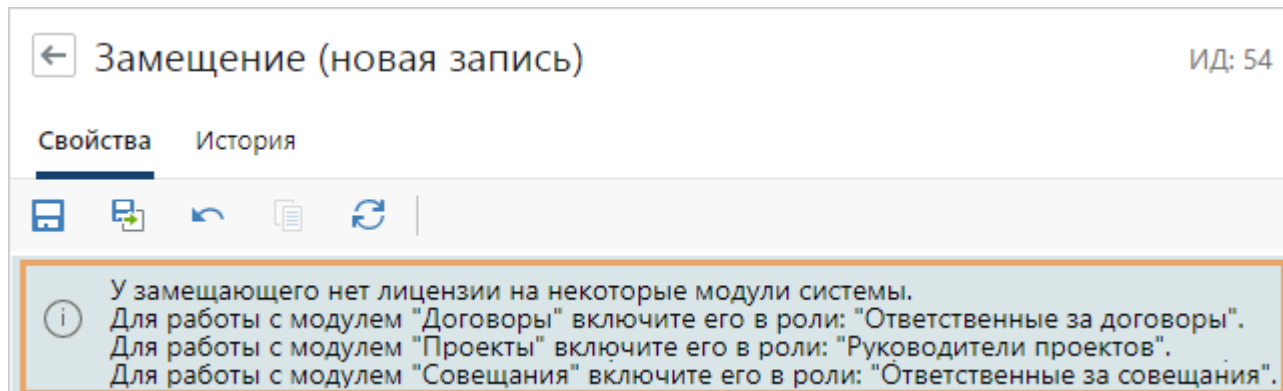 Замещение (новая запись)
ИД: 54
Свойства История
У замещающего нет лицензии на некоторые модули системы.
Для работы с модулем "Договоры" включите его в роли: "Ответственные за договоры".
Для работы с модулем "Проекты" включите его в роли: "Руководители проектов".
Для работы с модулем "Совещания" включите его в роли: "Ответственные за совещания".